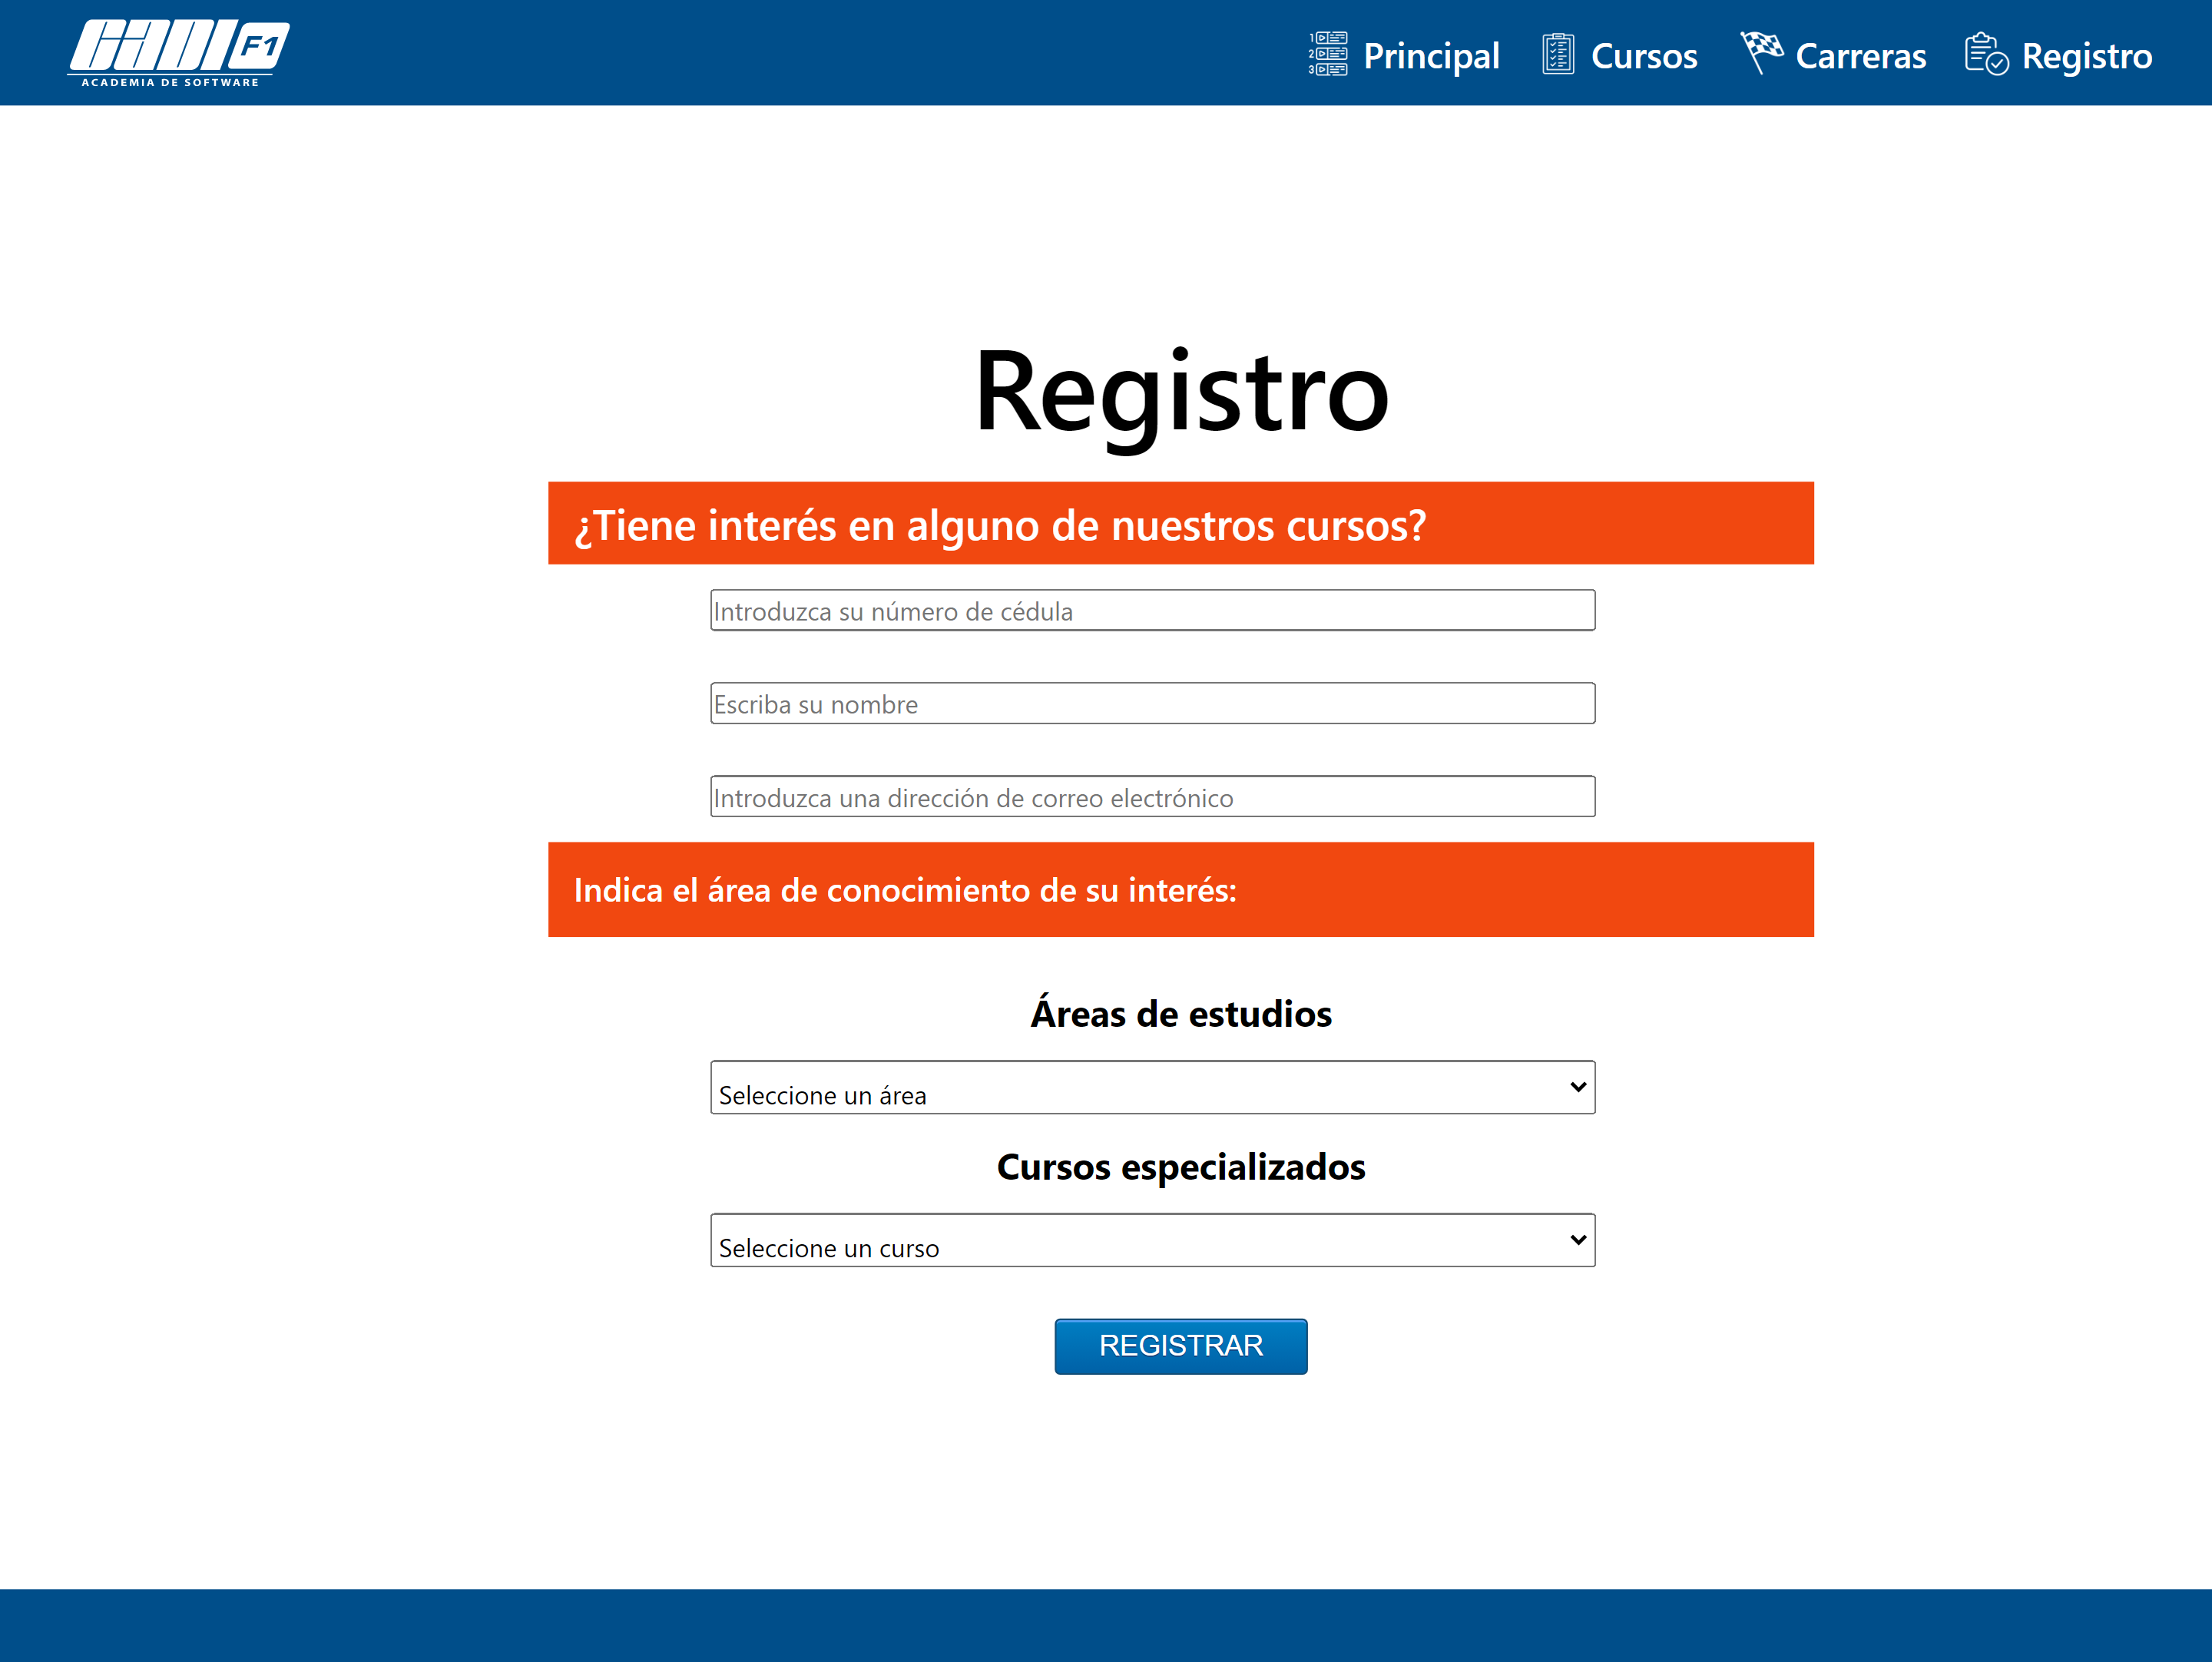 CADI F1
ACADEMIA DE SOFTWARE
Principal
Cursos
Carreras
Registro
Registro
¿Tiene interés en alguno de nuestros cursos?
Introduzca su número de cédula
Escriba su nombre
Introduzca una dirección de correo electrónico
Indica el área de conocimiento de su interés:
Áreas de estudios
Seleccione un área
Cursos especializados
Seleccione un curso
REGISTRAR